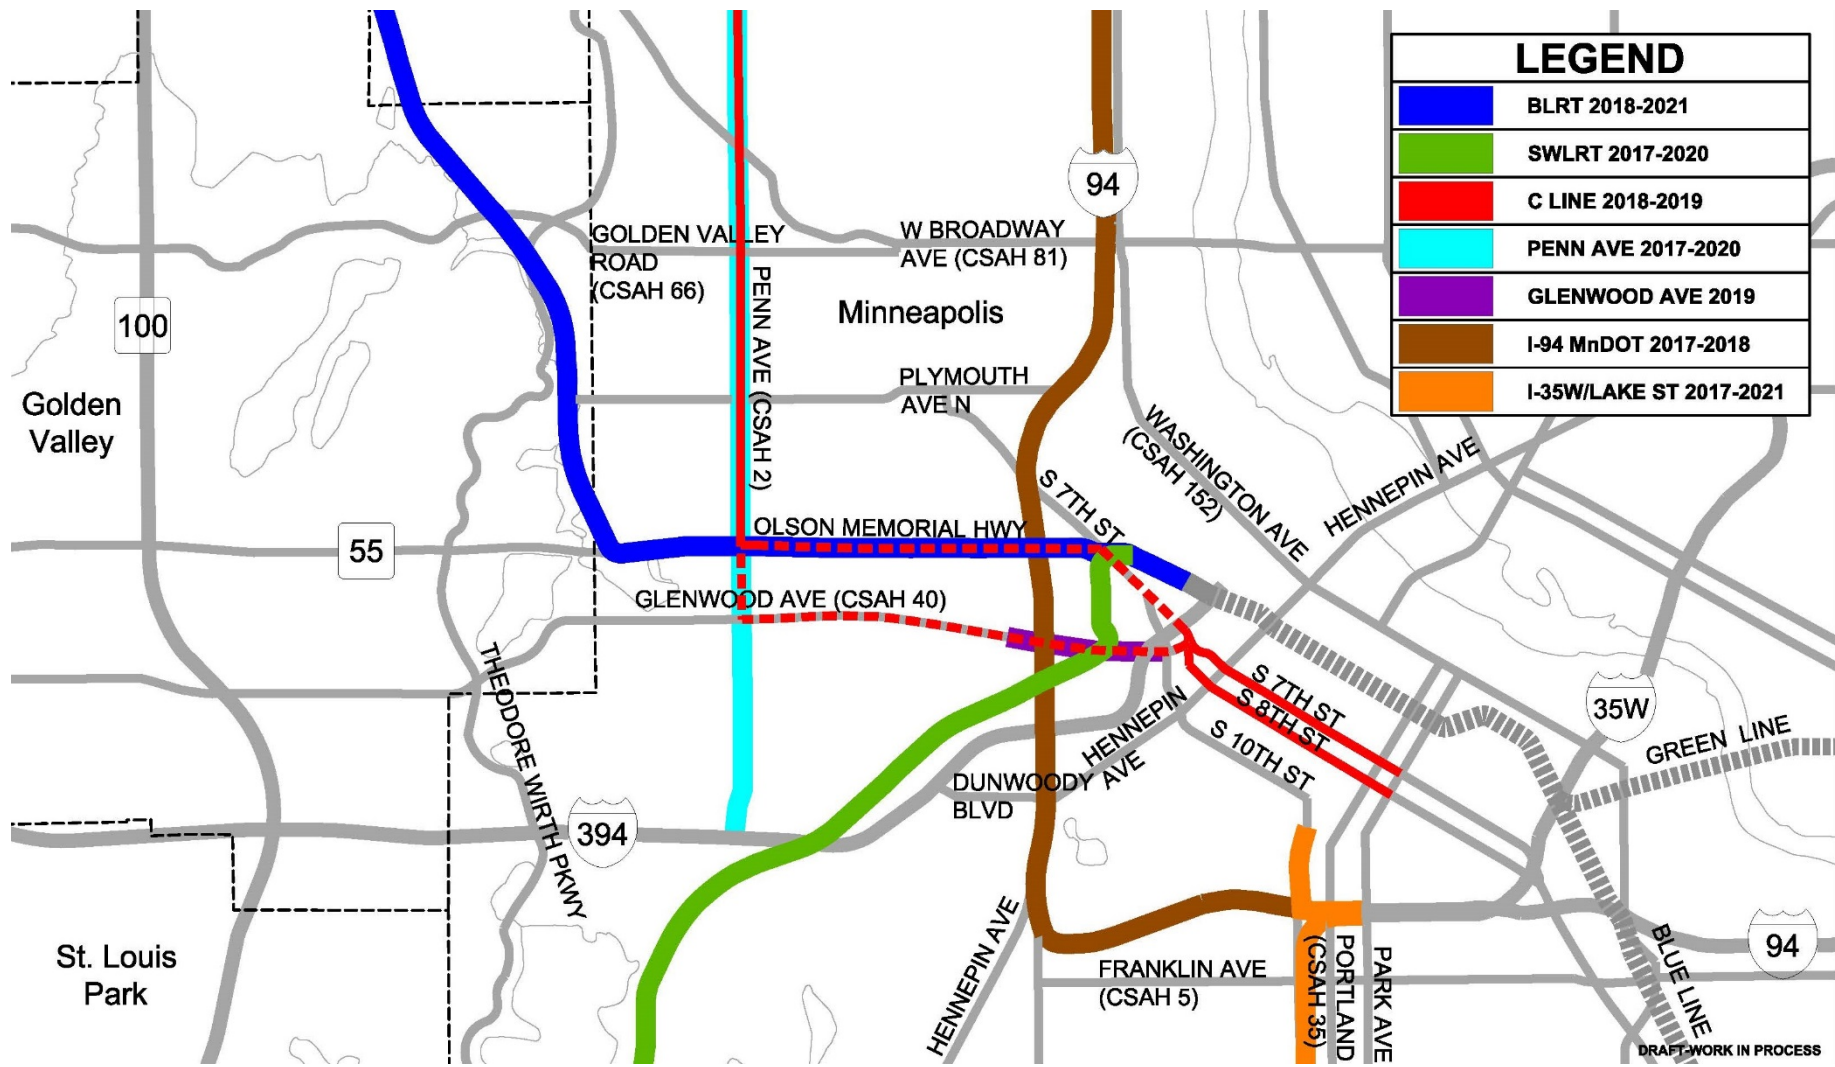 LEGEND
BLRT 2018-2021
SWLRT 2017-2020
C LINE 2018-2019
PENN AVE 2017-2020
GLENWOOD AVE 2019
I-94 MnDOT 2017-2018
I-35W/LAKE ST 2017-2021
94
GOLDEN VALLEY
ROAD
(CSAH 66)
W BROADWAY
AVE (CSAH 81)
PENN AVE (CSAH 2)
Minneapolis
100
Golden
Valley
PLYMOUTH
AVE N
WASHINGTON AVE
(CSAH 152)
HENNEPIN AVE
S 7TH ST
OLSON MEMORIAL HWY
55
GLENWOOD AVE (CSAH 40)
THEODORE WIRTH PKWY
S 7TH ST
S 8TH ST
S 10TH ST
HENNEPIN
AVE
DUNWOODY
BLVD
35W
GREEN LINE
394
St. Louis
Park
HENNEPIN AVE
FRANKLIN AVE
(CSAH 5)
PORTLAND
(CSAH 35)
PARK AVE
BLUE LINE
94
DRAFT-WORK IN PROCESS